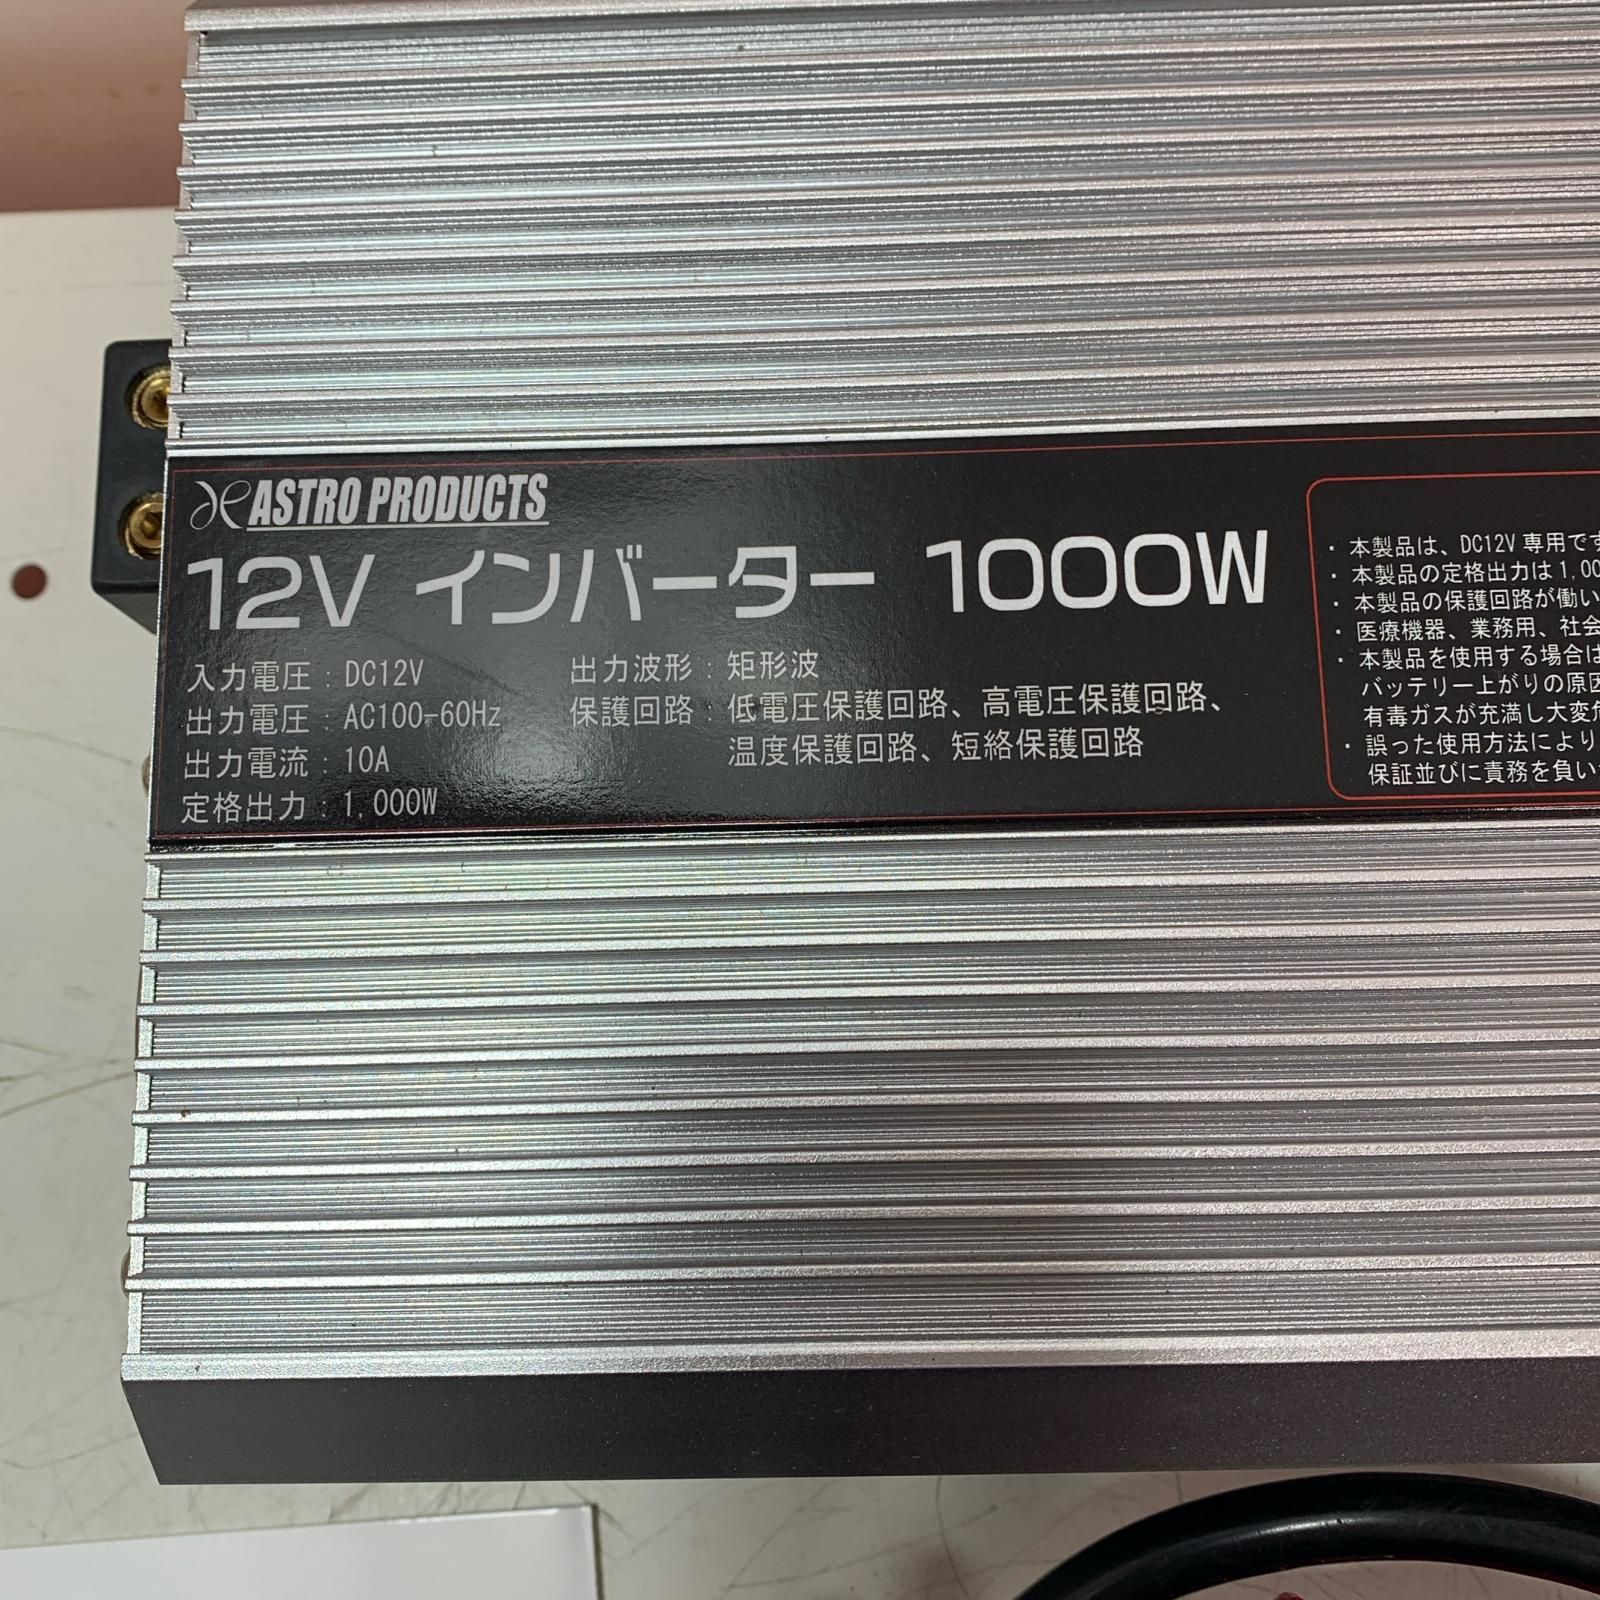 ASTRO PRODUCTS
12V インバーター 1000W
入力電圧：DC12V
出力電圧：AC100-60Hz
出力電流：10A
定格出力：1,000W
出力波形：矩形波
保護回路：低電圧保護回路、高電圧保護回路、
温度保護回路、短絡保護回路
・本製品は、DC12V 専用です
・本製品の定格出力は1,00
・本製品の保護回路が働い
・医療機器、業務用、社会
・本製品を使用する場合は
バッテリー上がりの原因
有毒ガスが充満し大変危
・誤った使用方法により
保証並びに責務を負い